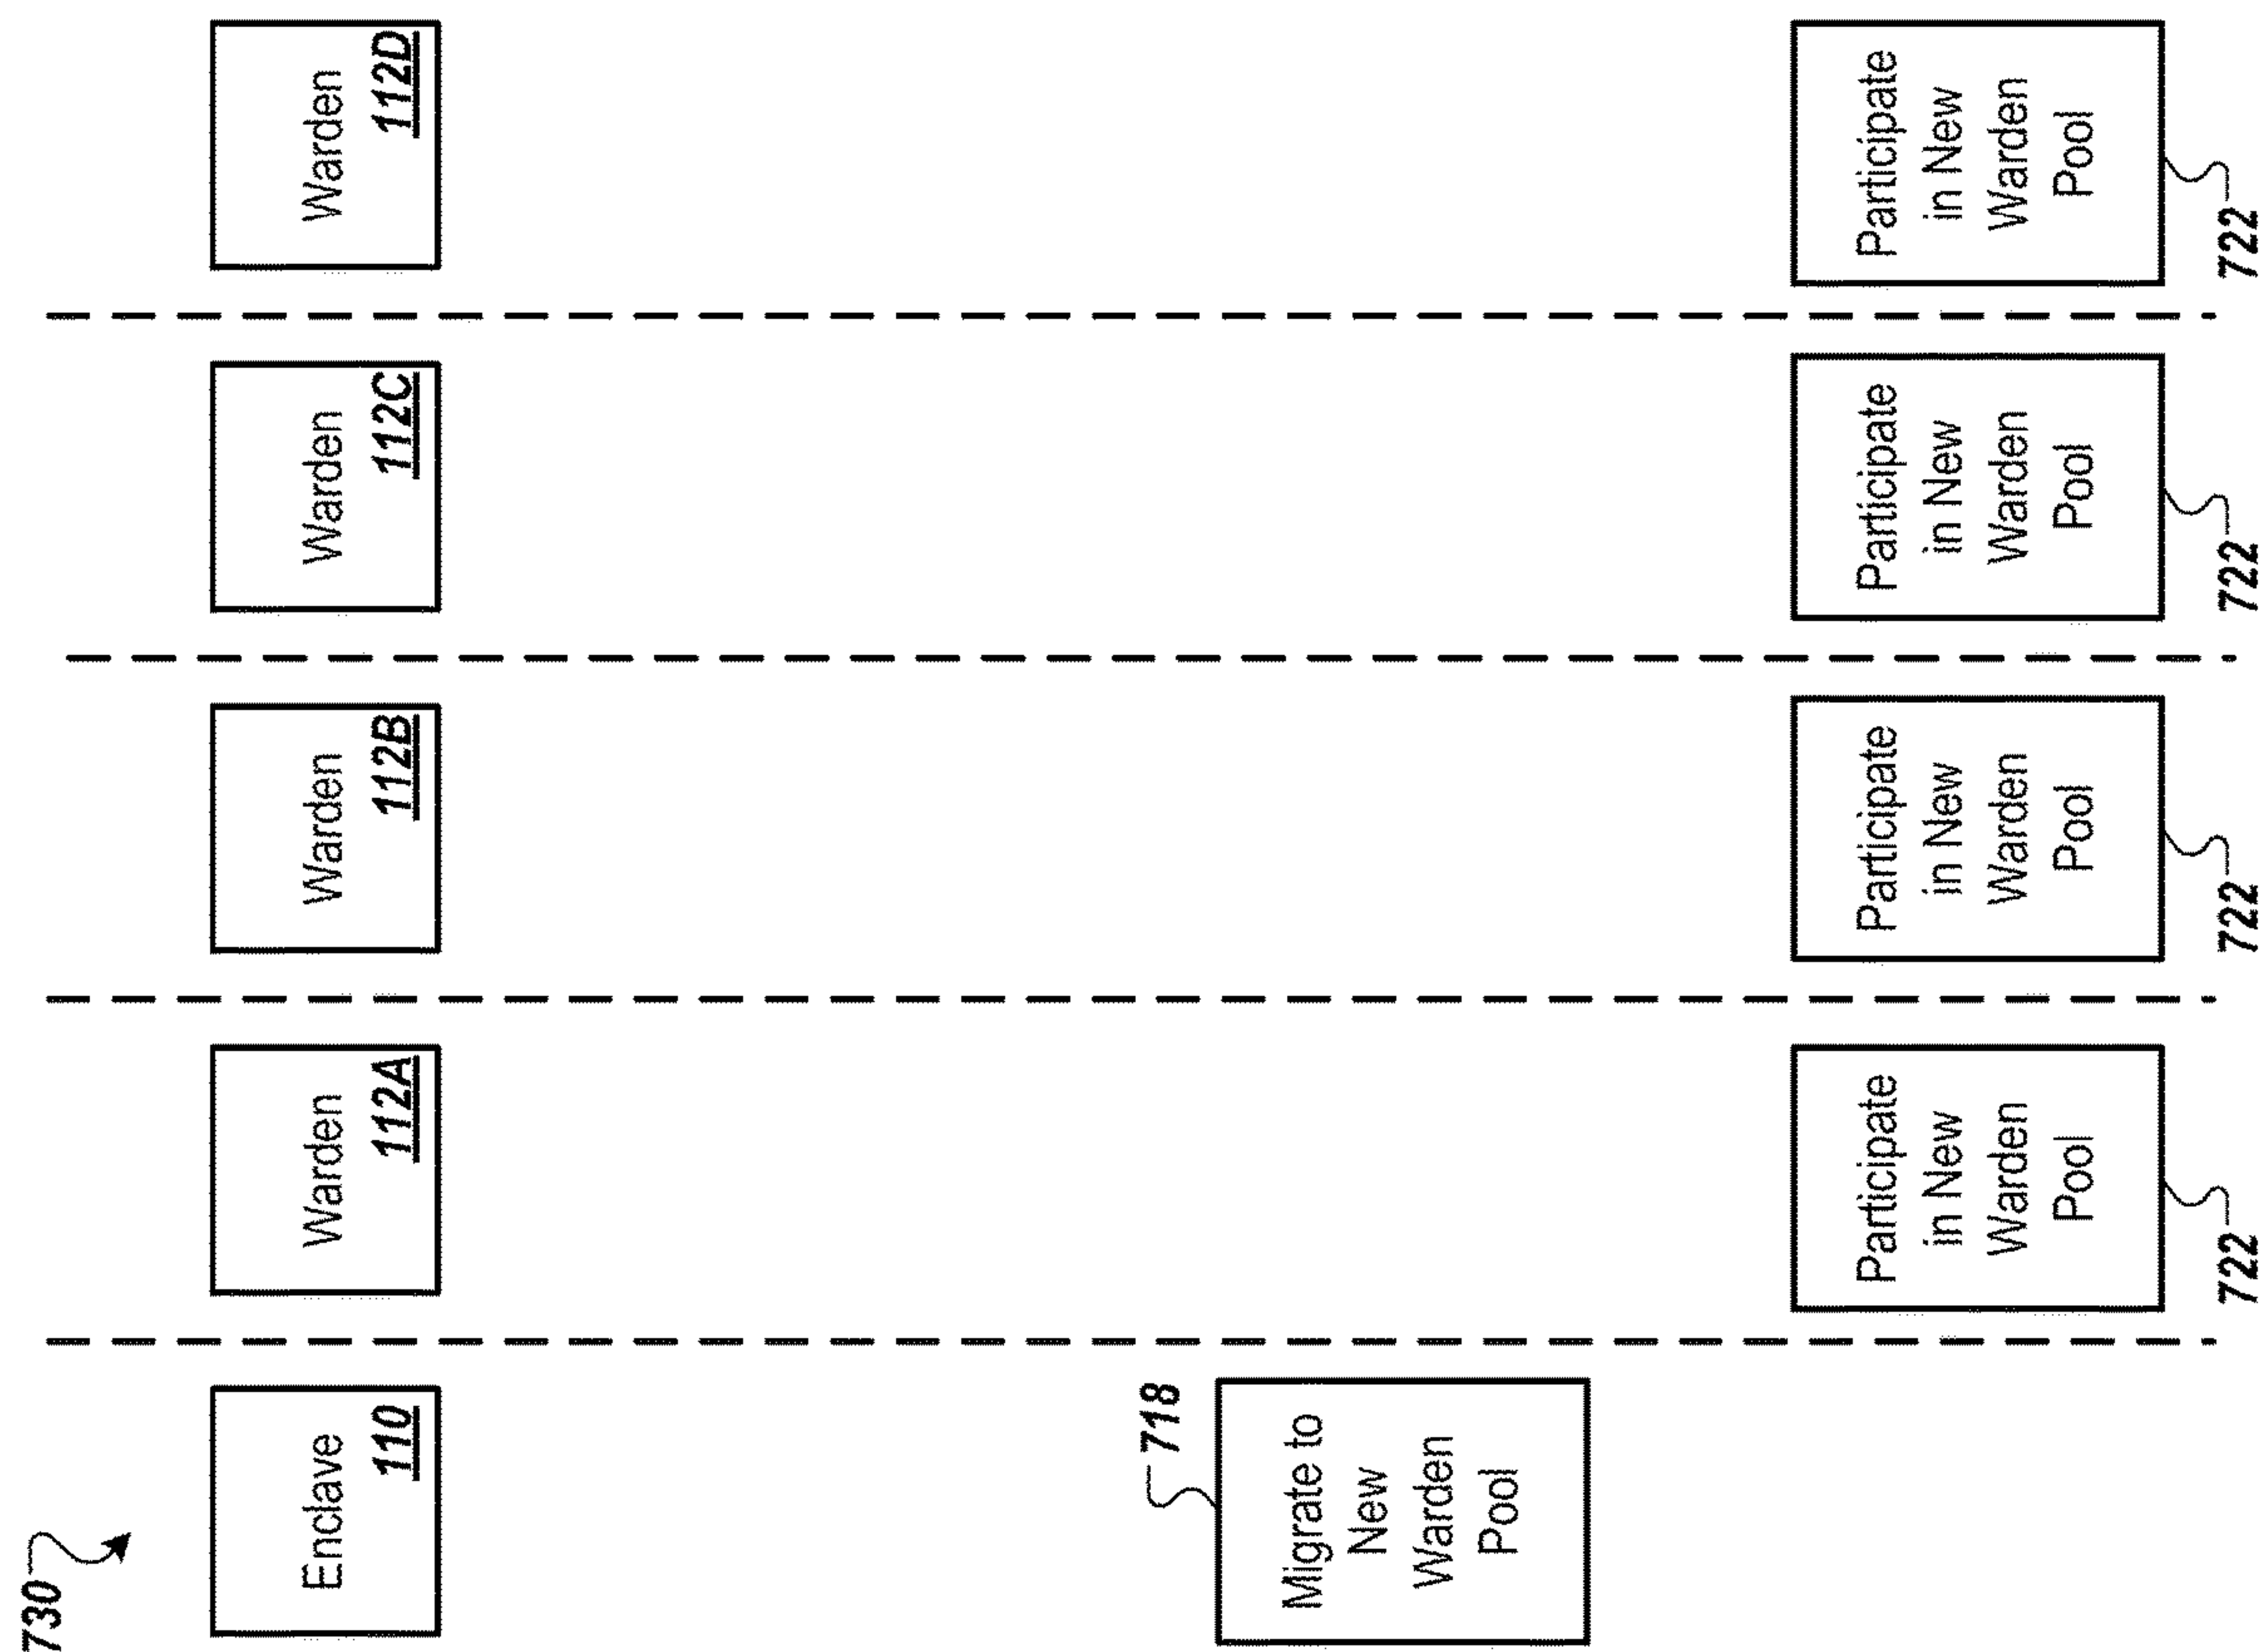 730
Enclave
110
Warden
112A
Warden
112B
Warden
112C
Warden
112D
718
Migrate to
New
Warden
Pool
Participate
in New
Warden
Pool
722
Participate
in New
Warden
Pool
722
Participate
in New
Warden
Pool
722
Participate
in New
Warden
Pool
722